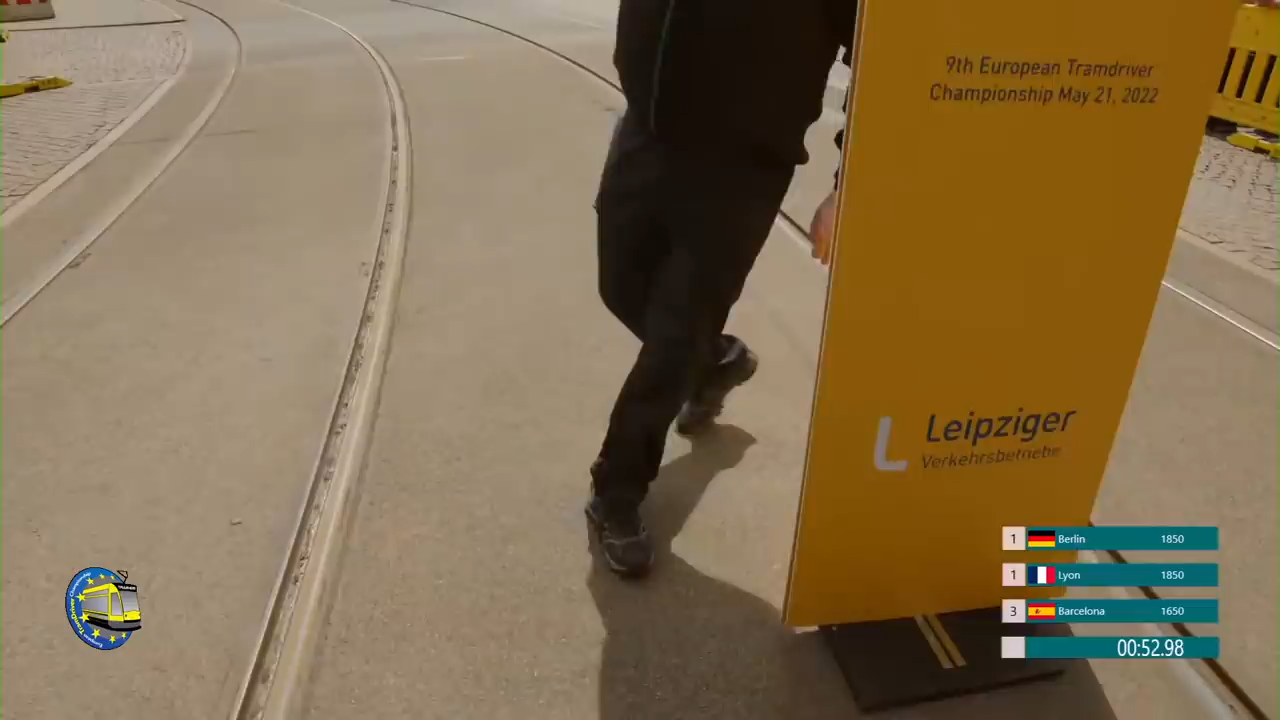 9th European Tramdriver
Championship May 21, 2022
L Leipziger
Verkehrsbetriebe
1 Berlin 1850
1 Lyon 1850
3 Barcelona 1650
00:52.98